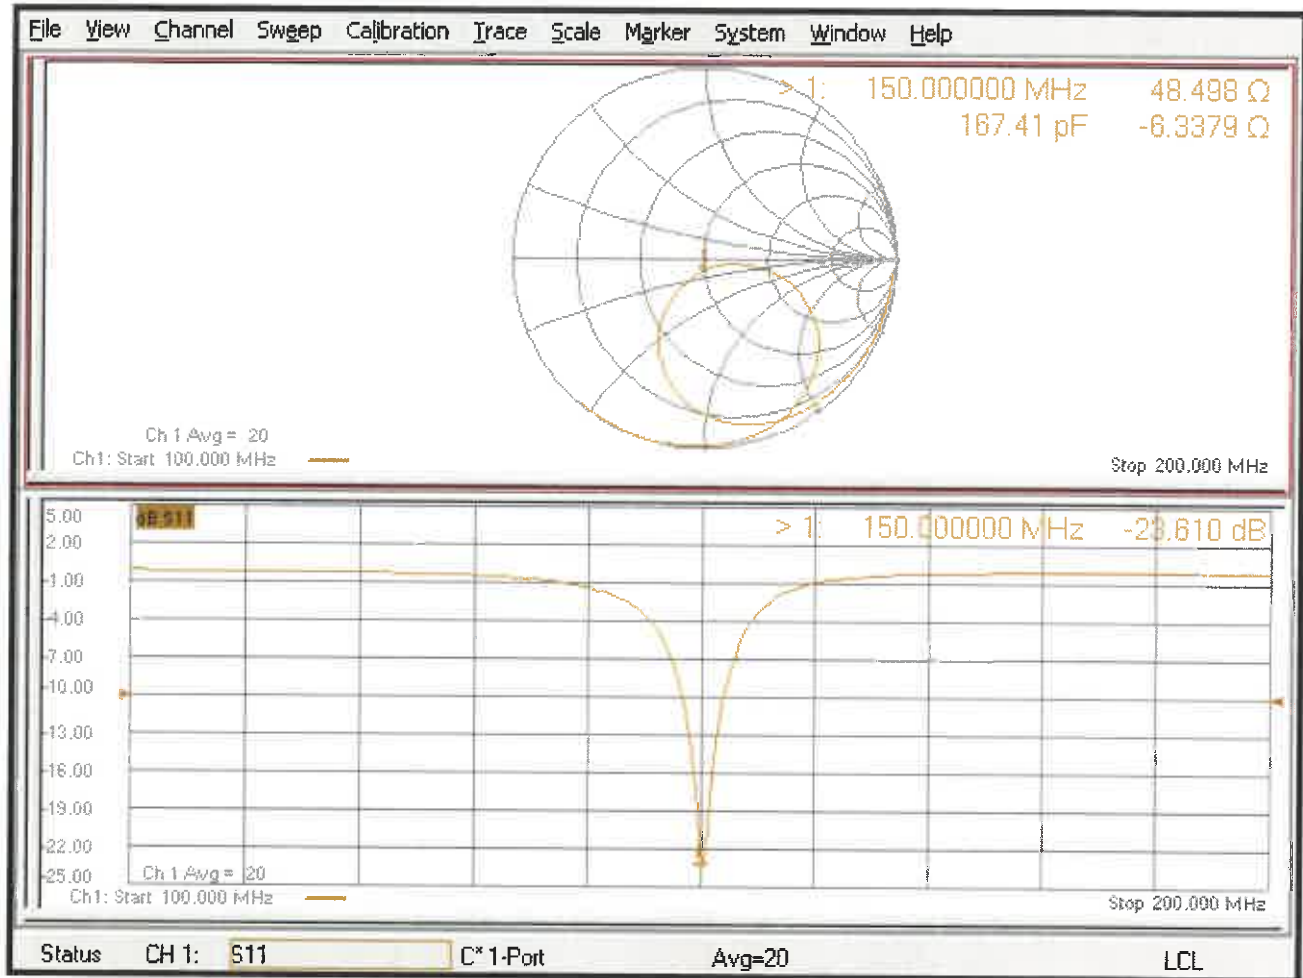 File View Channel Sweep Calibration Trace Scale Marker System Window Help
> 1: 150.000000 MHz 48.498 Ω
167.41 pF -6.3379 Ω
Ch 1 Avg = 20
Ch1: Start 100.000 MHz
Stop 200.000 MHz
5.00
dB S11
> 1: 150.000000 MHz -23.610 dB
2.00
-1.00
-4.00
-7.00
-10.00
-13.00
-16.00
-19.00
-22.00
-25.00
Ch 1 Avg = 20
Ch1: Start 100.000 MHz
Stop 200.000 MHz
Status CH 1: S11 C* 1-Port Avg=20 LCL